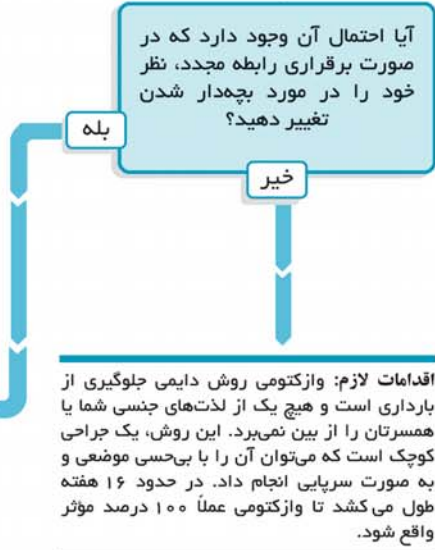 آیا احتمال آن وجود دارد که در
صورت برقراری رابطه مجدد، نظر
خود را در مورد بچه‌دار شدن
تغییر دهید؟
بله
خیر
اقدامات لازم: وازکتومی روش دایمی جلوگیری از
بارداری است و هیچ یک از لذت‌های جنسی شما یا
همسرتان را از بین نمی‌برد. این روش، یک جراحی
کوچک است که می‌توان آن را با بی‌حسی موضعی و
به صورت سرپایی انجام داد. در حدود ۱۶ هفته
طول می‌کشد تا وازکتومی عملاً ۱۰۰ درصد مؤثر
واقع شود.